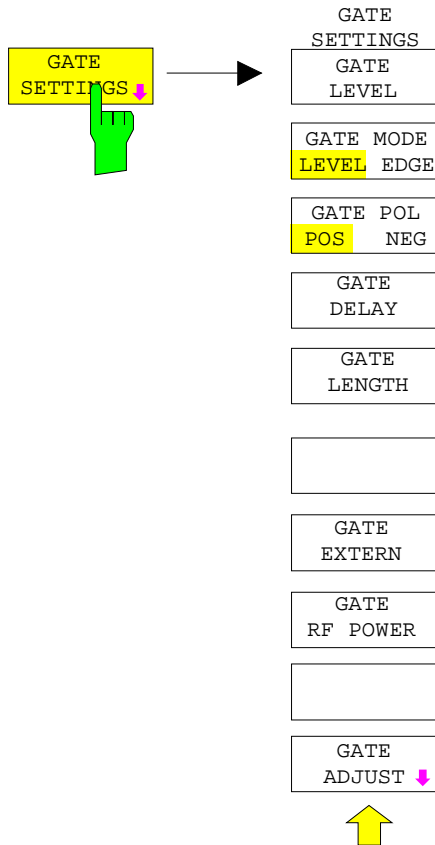 GATE
SETTINGS
GATE
SETTINGS
GATE
LEVEL
GATE MODE
LEVEL EDGE
GATE POL
POS NEG
GATE
DELAY
GATE
LENGTH
GATE
EXTERN
GATE
RF POWER
GATE
ADJUST